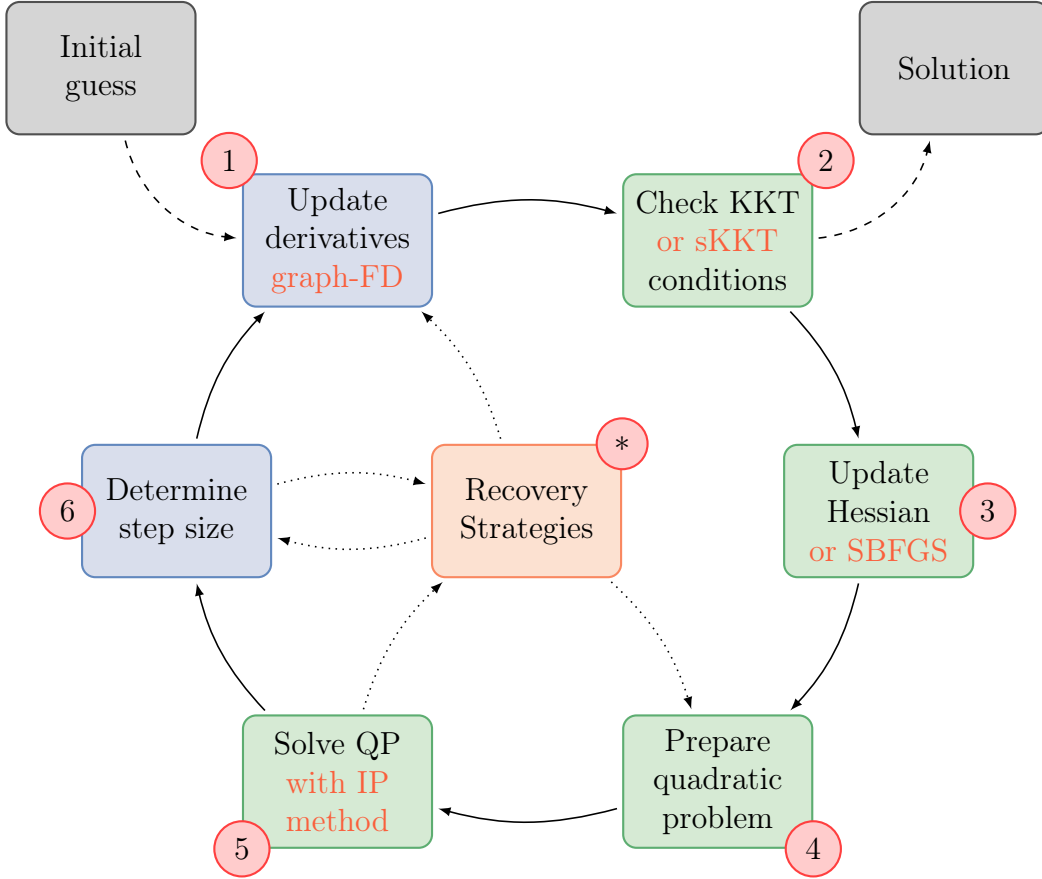 Initial
guess
Solution
1
Update
derivatives
graph-FD
2
Check KKT
or sKKT
conditions
6
Determine
step size
*
Recovery
Strategies
3
Update
Hessian
or SBFGS
5
Solve QP
with IP
method
4
Prepare
quadratic
problem